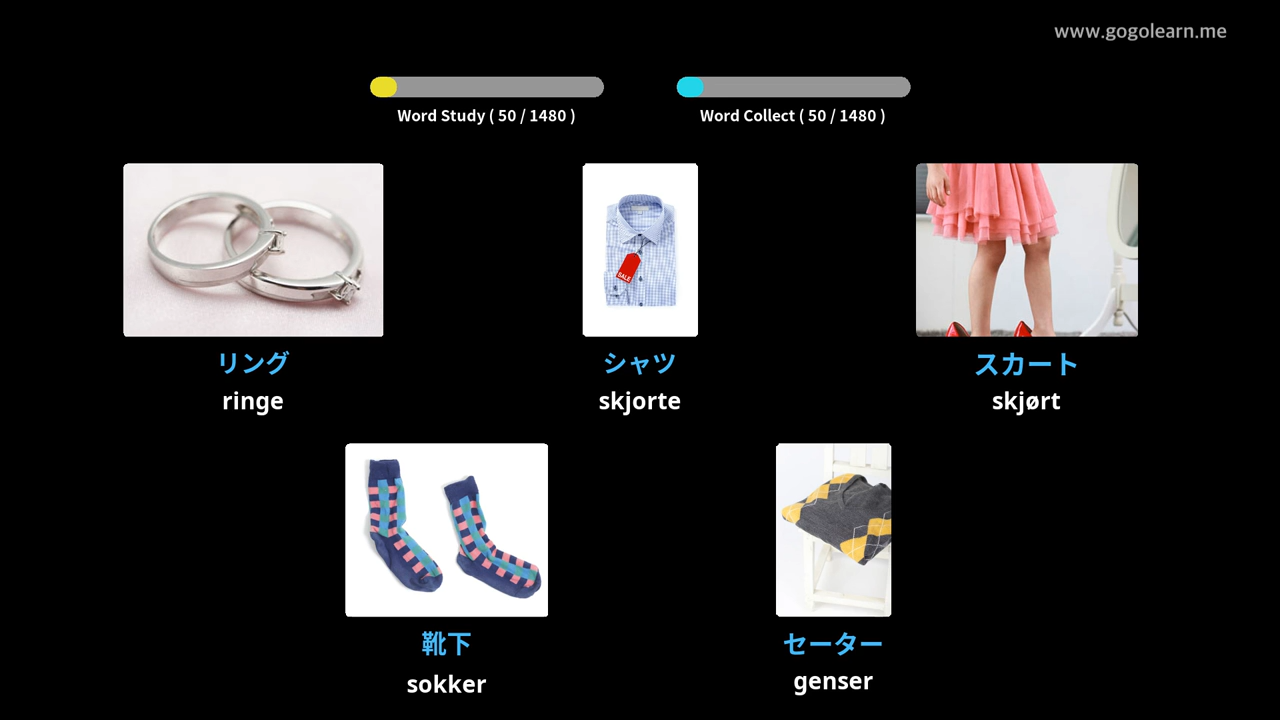 www.gogolearn.me
Word Study ( 50 / 1480 )
Word Collect ( 50 / 1480 )
リング
ringe
シャツ
skjorte
スカート
skjørt
SALE
靴下
sokker
セーター
genser